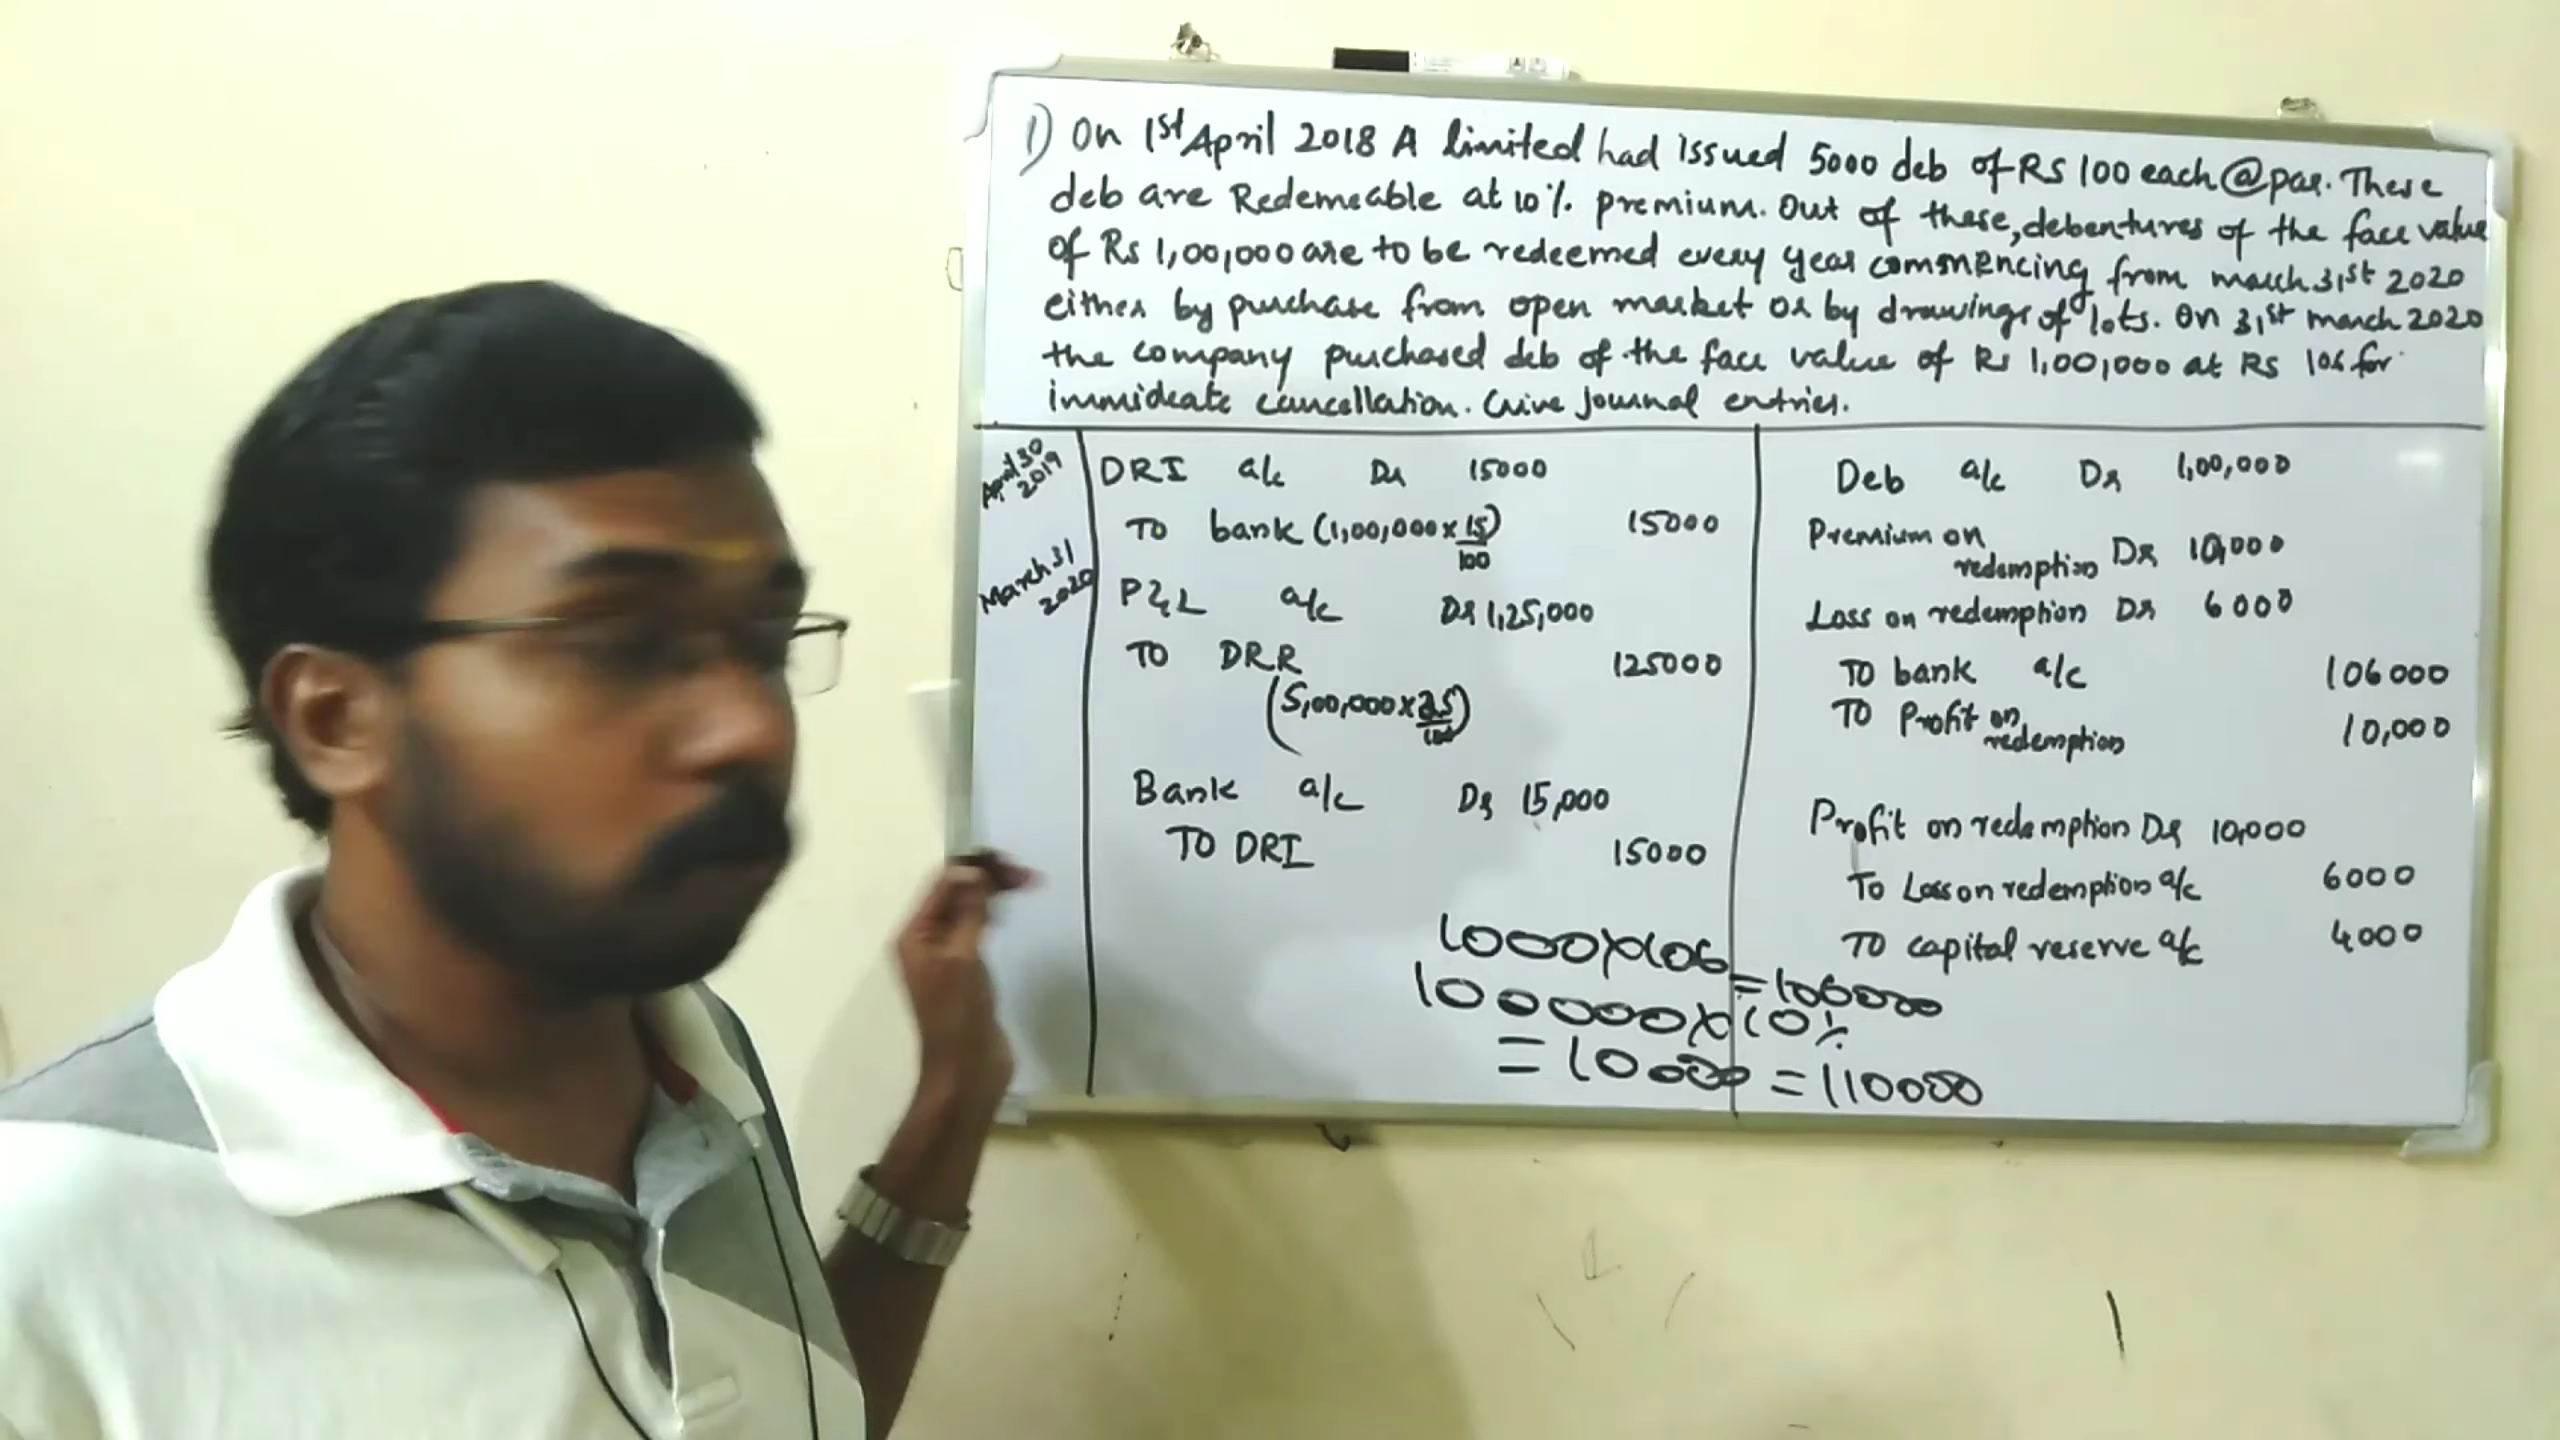 1) On 1st April 2018 A limited had issued 5000 deb of Rs 100 each @ par. These
deb are Redemeable at 10% premium. Out of these, debentures of the face value
of Rs 1,00,000 are to be redeemed every year commencing from march 31st 2020
either by purchase from open market or by drawings of lots. On 31st march 2020
the company purchased deb of the face value of Rs 1,00,000 at Rs 106 for
immideate cancellation. Give Journal entries.
April 30
2019
DRI a/c Dr 15000
To bank (1,00,000 × 15/100) 15000
March 31
2020
P&L a/c Dr 1,25,000
To DRR 125000
(5,00,000 × 25/100)
Bank a/c Dr 15,000
To DRI 15000
Deb a/c Dr 1,00,000
Premium on
redemption Dr 10,000
Loss on redemption Dr 6000
To bank a/c 106000
To Profit on
redemption 10,000
Profit on redemption Dr 10,000
To Loss on redemption a/c 6000
To capital reserve a/c 4000
1000×106 = 106000
100000×10%
= 10000 = 110000